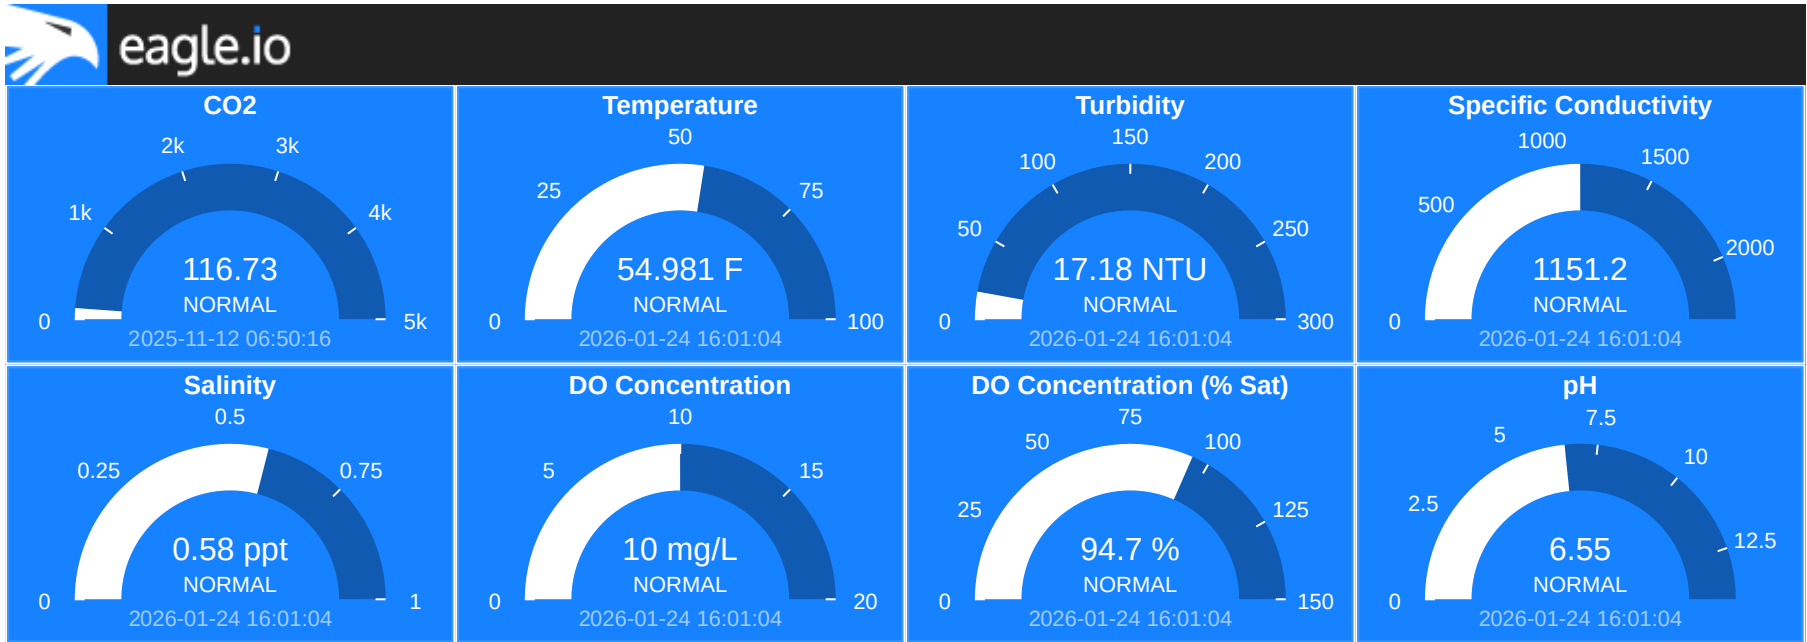 eagle.io
CO2
0
1k
2k
3k
4k
5k
116.73
NORMAL
2025-11-12 06:50:16
Temperature
0
25
50
75
100
54.981 F
NORMAL
2026-01-24 16:01:04
Turbidity
0
50
100
150
200
250
300
17.18 NTU
NORMAL
2026-01-24 16:01:04
Specific Conductivity
0
500
1000
1500
2000
1151.2
NORMAL
2026-01-24 16:01:04
Salinity
0
0.25
0.5
0.75
1
0.58 ppt
NORMAL
2026-01-24 16:01:04
DO Concentration
0
5
10
15
20
10 mg/L
NORMAL
2026-01-24 16:01:04
DO Concentration (% Sat)
0
25
50
75
100
125
150
94.7 %
NORMAL
2026-01-24 16:01:04
pH
0
2.5
5
7.5
10
12.5
6.55
NORMAL
2026-01-24 16:01:04